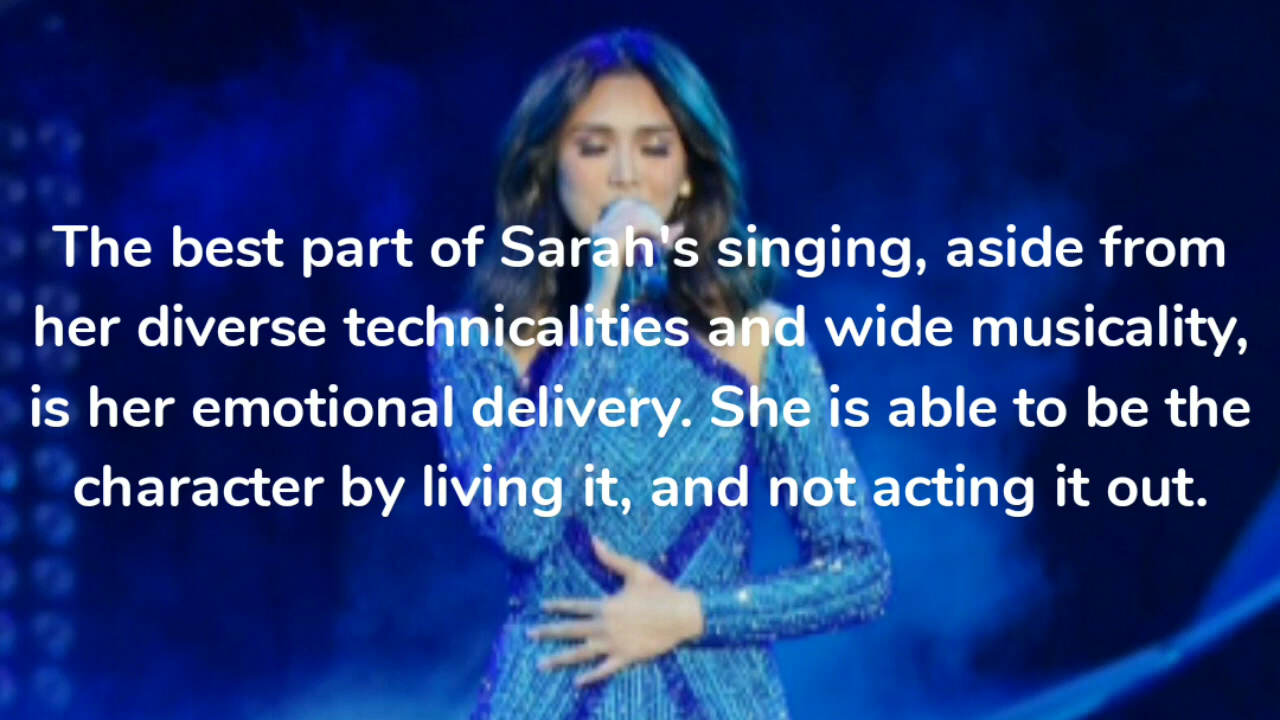 The best part of Sarah's singing, aside from
her diverse technicalities and wide musicality,
is her emotional delivery. She is able to be the
character by living it, and not acting it out.